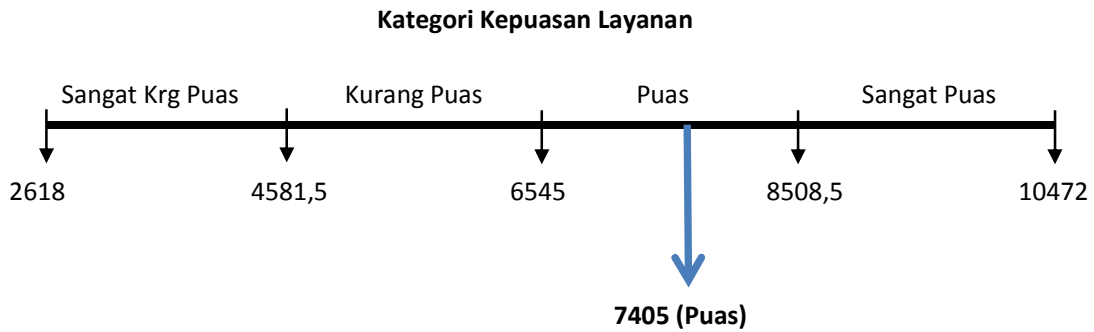 Kategori Kepuasan Layanan
Sangat Krg Puas Kurang Puas Puas Sangat Puas
2618 4581,5 6545 8508,5 10472
7405 (Puas)